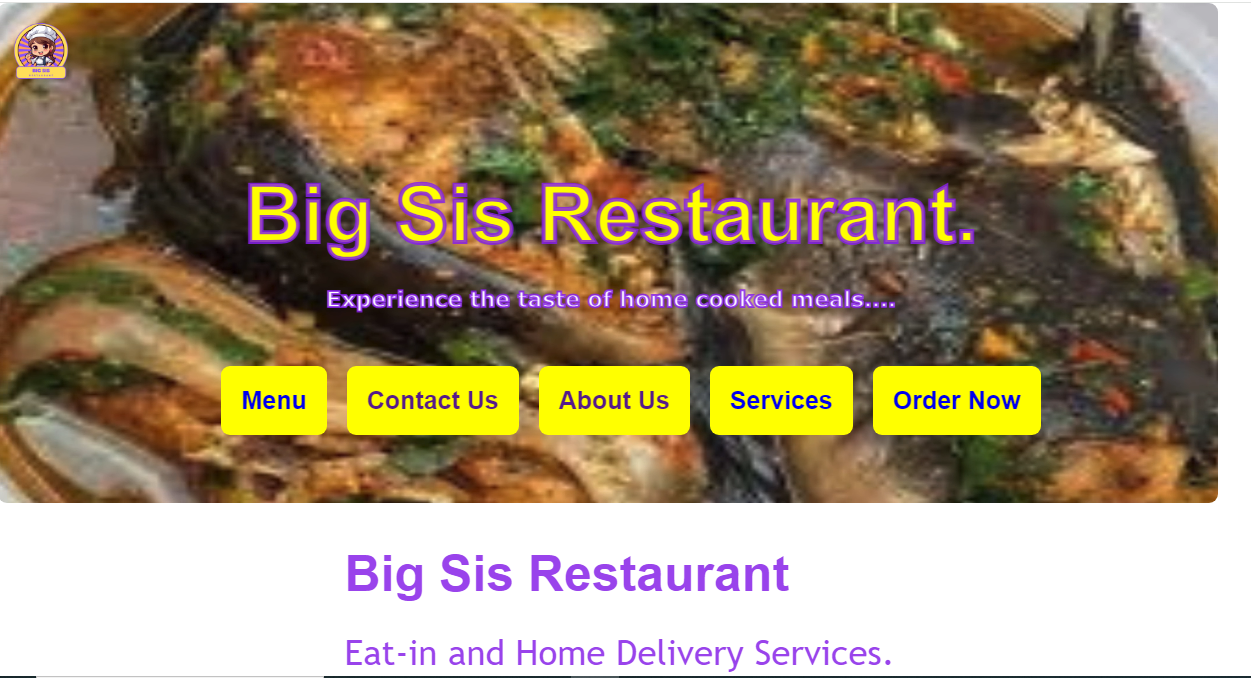 BIG SIS
Big Sis Restaurant.
Experience the taste of home cooked meals....
Menu
Contact Us
About Us
Services
Order Now
Big Sis Restaurant
Eat-in and Home Delivery Services.